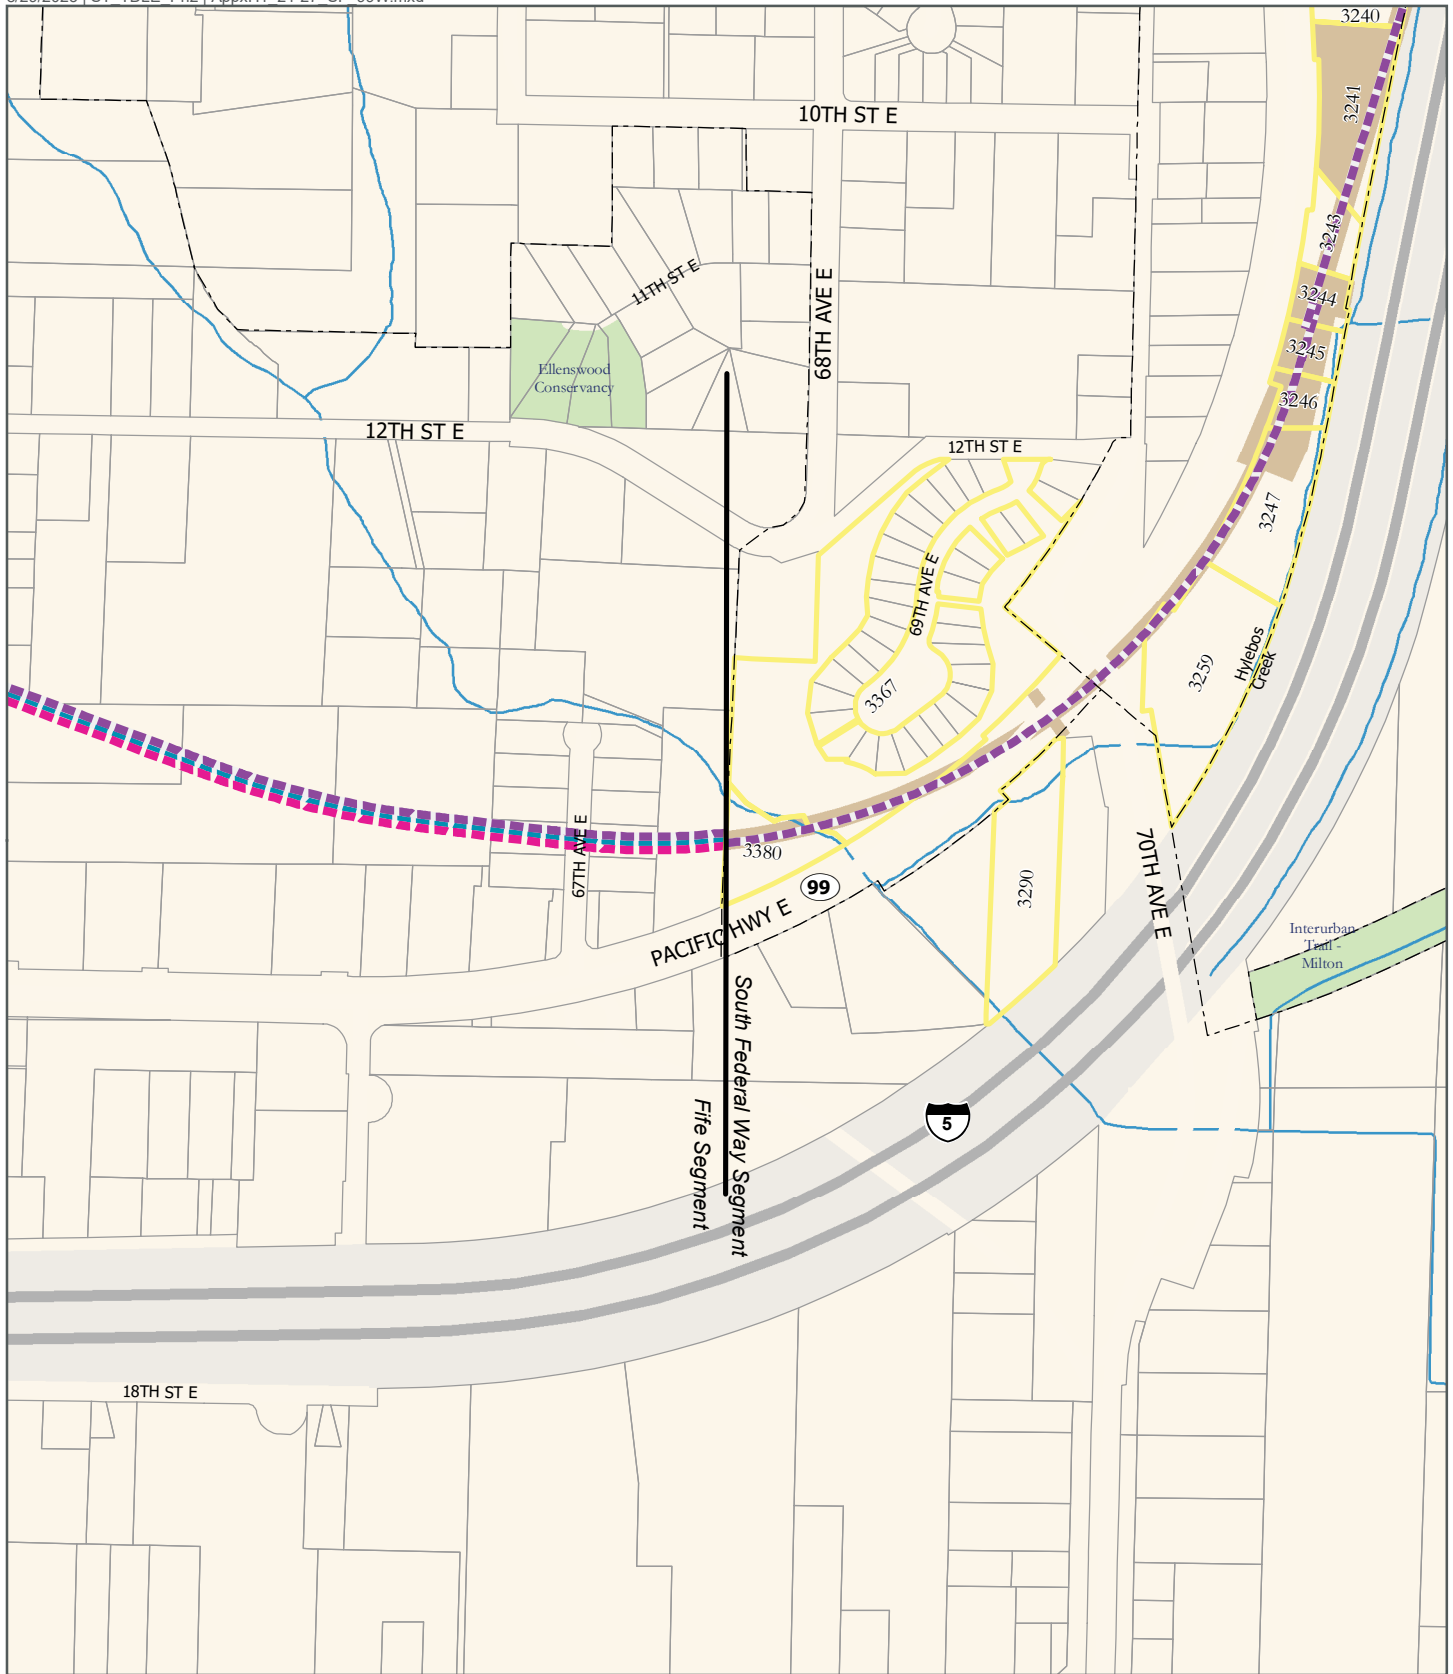 3240
3241
10TH ST E
3243
11TH ST E
68TH AVE E
3244
3245
Ellenswood
Conservancy
3246
12TH ST E
12TH ST E
3247
69TH AVE E
Hylebos
Creek
3259
3367
67TH AVE E
3380
70TH AVE E
99
3290
PACIFIC HWY E
Interurban
Trail -
Milton
South Federal Way Segment
Fife Segment
5
18TH ST E